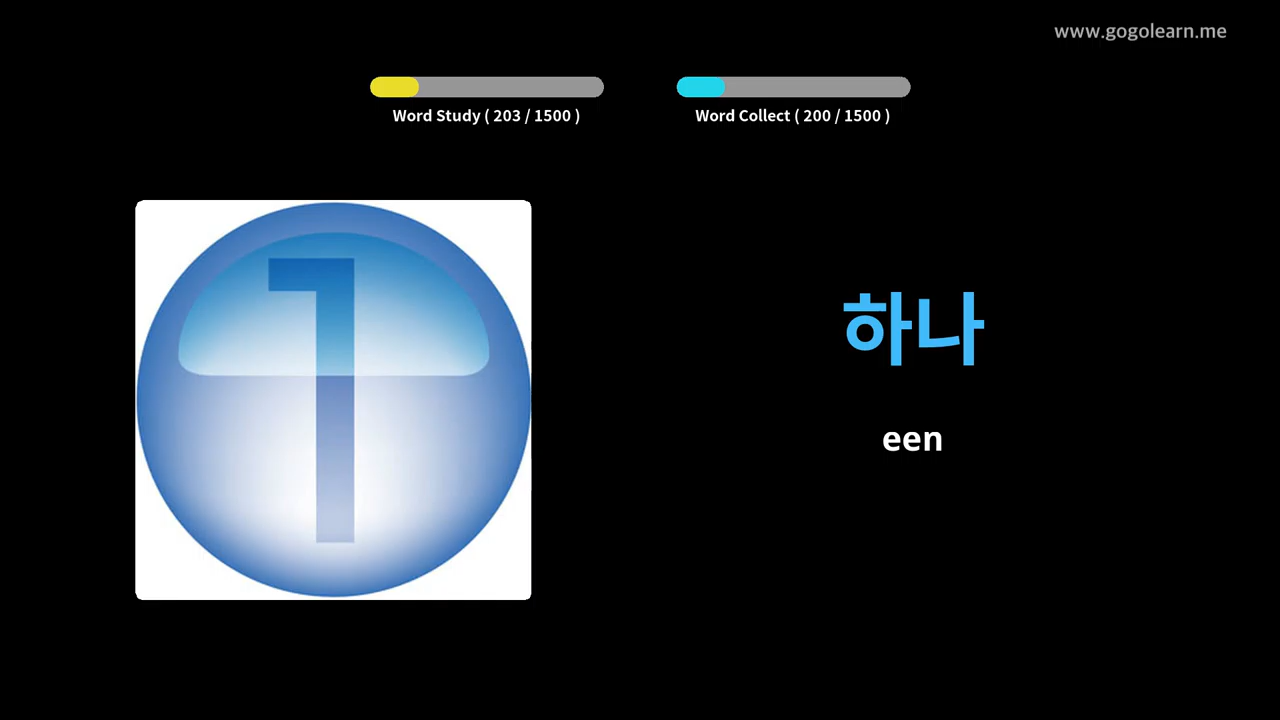 www.gogolearn.me
Word Study ( 203 / 1500 )
Word Collect ( 200 / 1500 )
1
하나
een